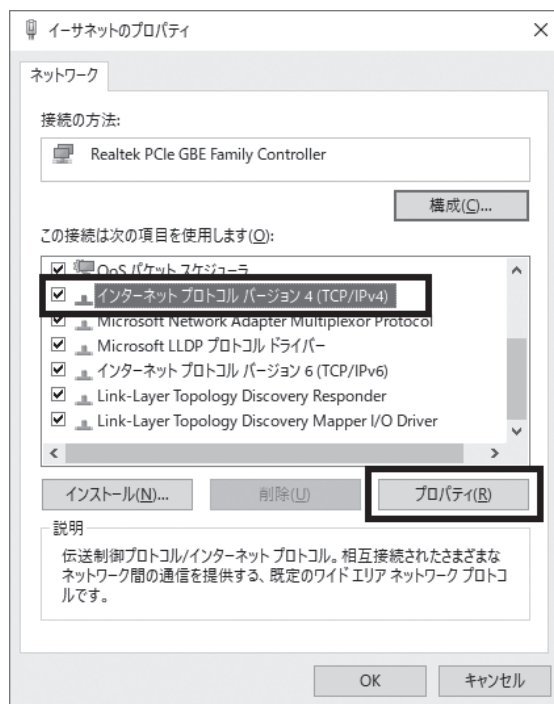 イーサネットのプロパティ
ネットワーク
接続の方法:
Realtek PCIe GBE Family Controller
構成(C)...
この接続は次の項目を使用します(O):
QoS パケット スケジューラ
インターネット プロトコル バージョン 4 (TCP/IPv4)
Microsoft Network Adapter Multiplexor Protocol
Microsoft LLDP プロトコル ドライバー
インターネット プロトコル バージョン 6 (TCP/IPv6)
Link-Layer Topology Discovery Responder
Link-Layer Topology Discovery Mapper I/O Driver
インストール(N)...
削除(U)
プロパティ(R)
説明
伝送制御プロトコル/インターネット プロトコル。相互接続されたさまざまな
ネットワーク間の通信を提供する、既定のワイド エリア ネットワーク プロトコ
ルです。
OK
キャンセル